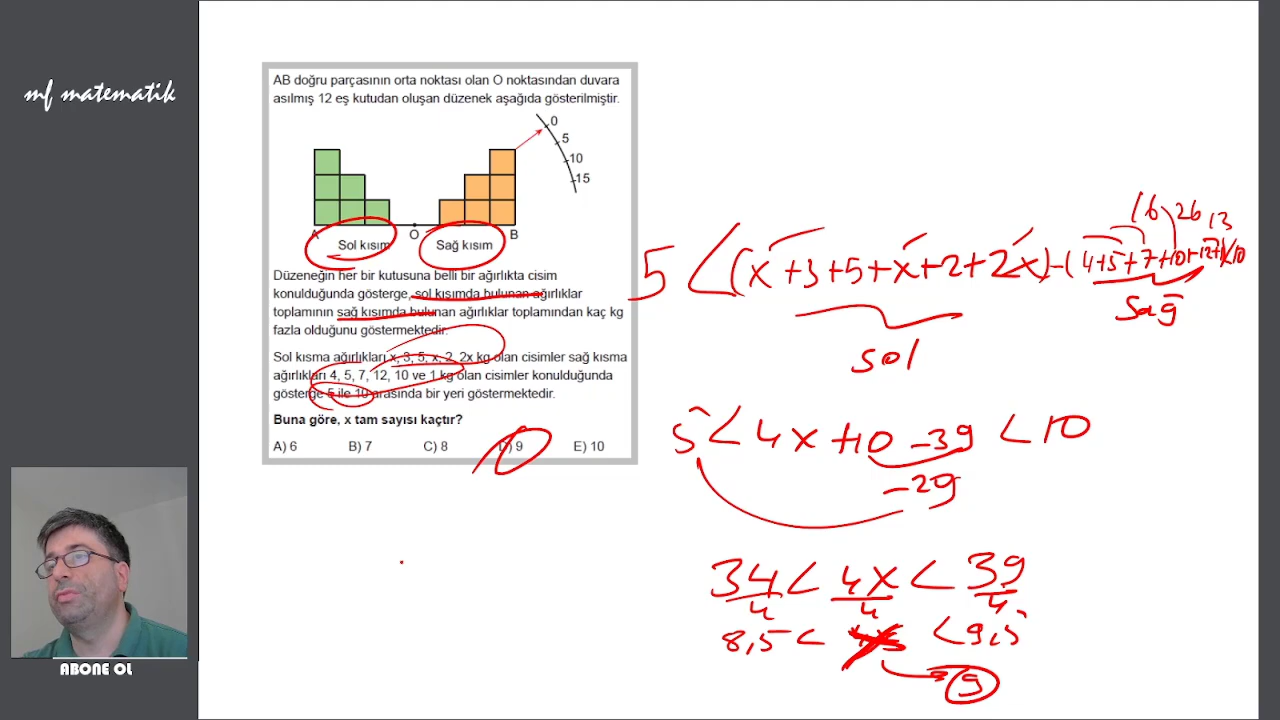 mf matematik
AB doğru parçasının orta noktası olan O noktasından duvara
asılmış 12 eş kutudan oluşan düzenek aşağıda gösterilmiştir.
0
5
10
15
A
O
B
Sol kısım
Sağ kısım
Düzeneğin her bir kutusuna belli bir ağırlıkta cisim
konulduğunda gösterge, sol kısımda bulunan ağırlıklar
toplamının sağ kısımda bulunan ağırlıklar toplamından kaç kg
fazla olduğunu göstermektedir.
Sol kısma ağırlıkları x, 3, 5, x, 2, 2x kg olan cisimler sağ kısma
ağırlıkları 4, 5, 7, 12, 10 ve 1 kg olan cisimler konulduğunda
gösterge 5 ile 10 arasında bir yeri göstermektedir.
Buna göre, x tam sayısı kaçtır?
A) 6 B) 7 C) 8 D) 9 E) 10
16 26 13
5 < (x+3+5+x+2+2x) - (4+5+7+10+12+1
sol
sağ
5 < 4x+10-39 < 10
-29
34 < 4x < 39
4 4 4
8,5 < < 9,5
9
ABONE OL